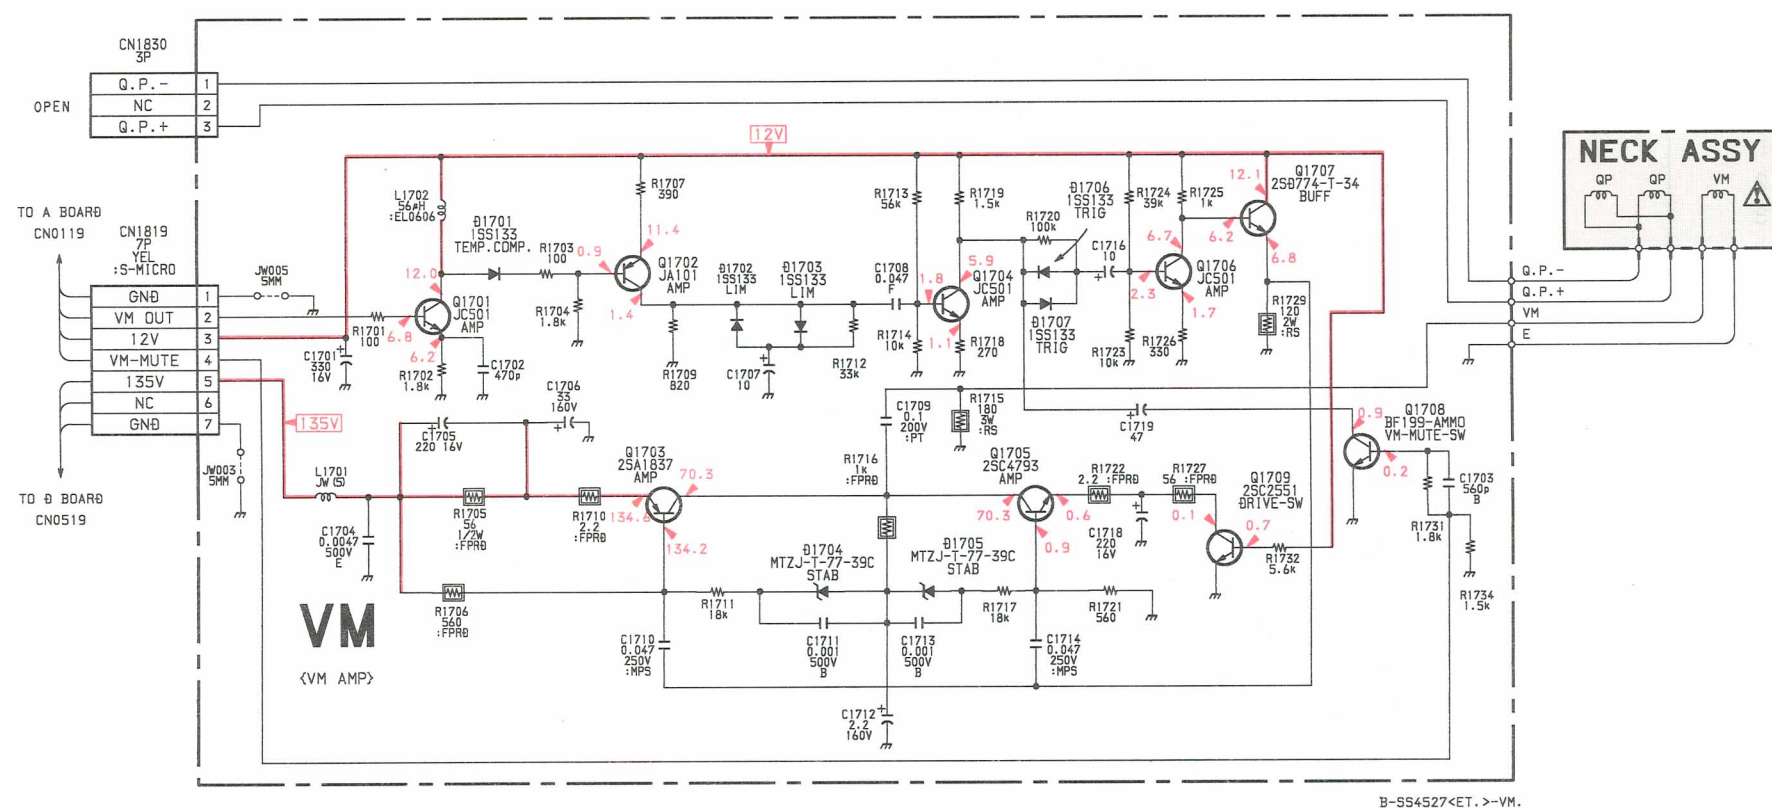 CN1830
3P
OPEN
Q.P.- 1
NC 2
Q.P.+ 3
TO A BOARD
CN0119
CN1819
7P
YEL
:S-MICRO
GND 1
VM OUT 2
12V 3
VM-MUTE 4
135V 5
NC 6
GND 7
TO D BOARD
CN0519
JW005
5MM
JW003
5MM
12V
135V
L1702
56µH
:EL0606
D1701
1SS133
TEMP.COMP.
R1703
100
R1704
1.8k
12.0
Q1701
JC501
AMP
R1701
100
6.8
6.2
C1701
330
16V
R1702
1.8k
C1702
470p
R1707
390
11.4
0.9
Q1702
JA101
AMP
1.4
R1709
820
D1702
1SS133
LIM
D1703
1SS133
LIM
C1707
10
R1712
33k
C1708
0.047
F
R1713
56k
R1714
10k
1.8
5.9
Q1704
JC501
AMP
1.1
R1718
270
R1719
1.5k
R1720
100k
D1706
1SS133
TRIG
D1707
1SS133
TRIG
C1716
10
R1724
39k
R1725
1k
6.7
2.3
Q1706
JC501
AMP
1.7
R1723
10k
R1726
330
12.1
Q1707
2SD774-T-34
BUFF
6.2
6.8
R1729
120
2W
:RS
NECK ASSY
QP
QP
VM
Q.P.-
Q.P.+
VM
E
C1705
220 16V
C1706
33
160V
L1701
JW(5)
C1704
0.0047
500V
E
R1705
56
1/2W
:FPRD
R1710
2.2
:FPRD
R1706
560
:FPRD
Q1703
2SA1837
AMP
70.3
134.6
134.2
R1711
18k
C1710
0.047
250V
:MPS
D1704
MTZJ-T-77-39C
STAB
C1711
0.001
500V
B
R1716
1k
:FPRD
C1709
0.1
200V
:PT
R1715
180
3W
:RS
D1705
MTZJ-T-77-39C
STAB
C1713
0.001
500V
B
R1717
18k
C1712
2.2
160V
Q1705
2SC4793
AMP
70.3
0.6
0.9
C1714
0.047
250V
:MPS
R1721
560
R1722
2.2 :FPRD
R1727
56 :FPRD
C1718
220
16V
C1719
47
Q1709
2SC2551
DRIVE-SW
0.1
0.7
R1732
5.6k
0.9
Q1708
BF199-AMMO
VM-MUTE-SW
0.2
C1703
560p
B
R1731
1.8k
R1734
1.5k
VM
{VM AMP}
B-SS4527<ET.>-VM.